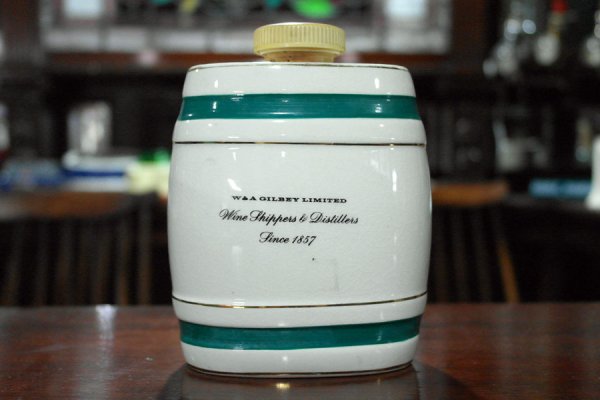 W & A GILBEY LIMITED
Wine Shippers & Distillers
Since 1857